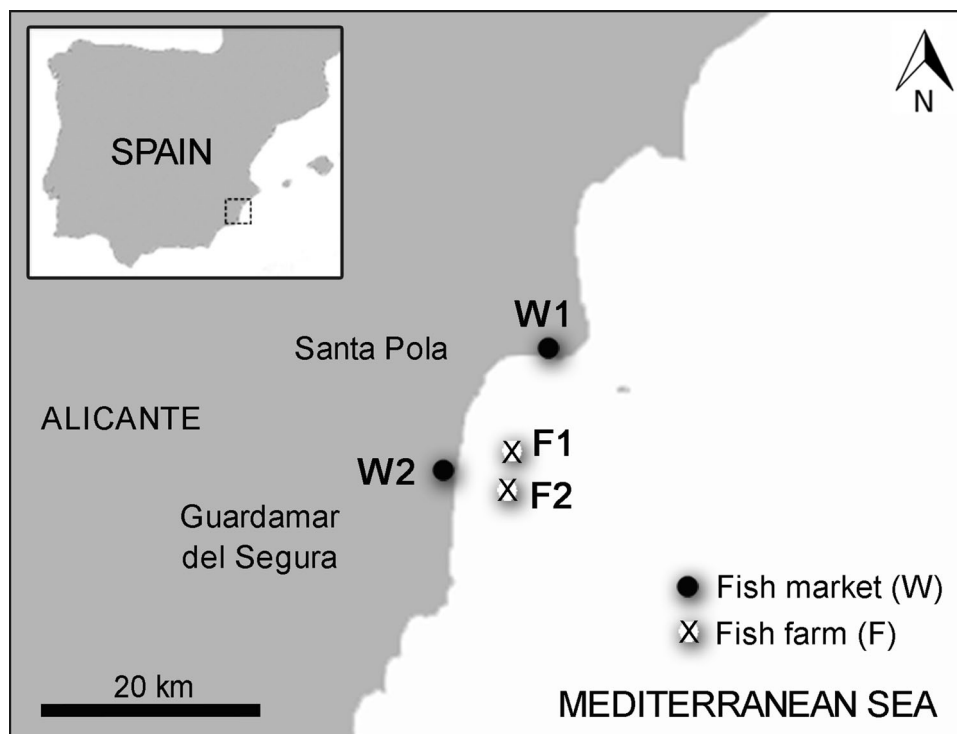 SPAIN
N
W1
Santa Pola
ALICANTE
F1
W2
F2
Guardamar
del Segura
Fish market (W)
X Fish farm (F)
20 km
MEDITERRANEAN SEA